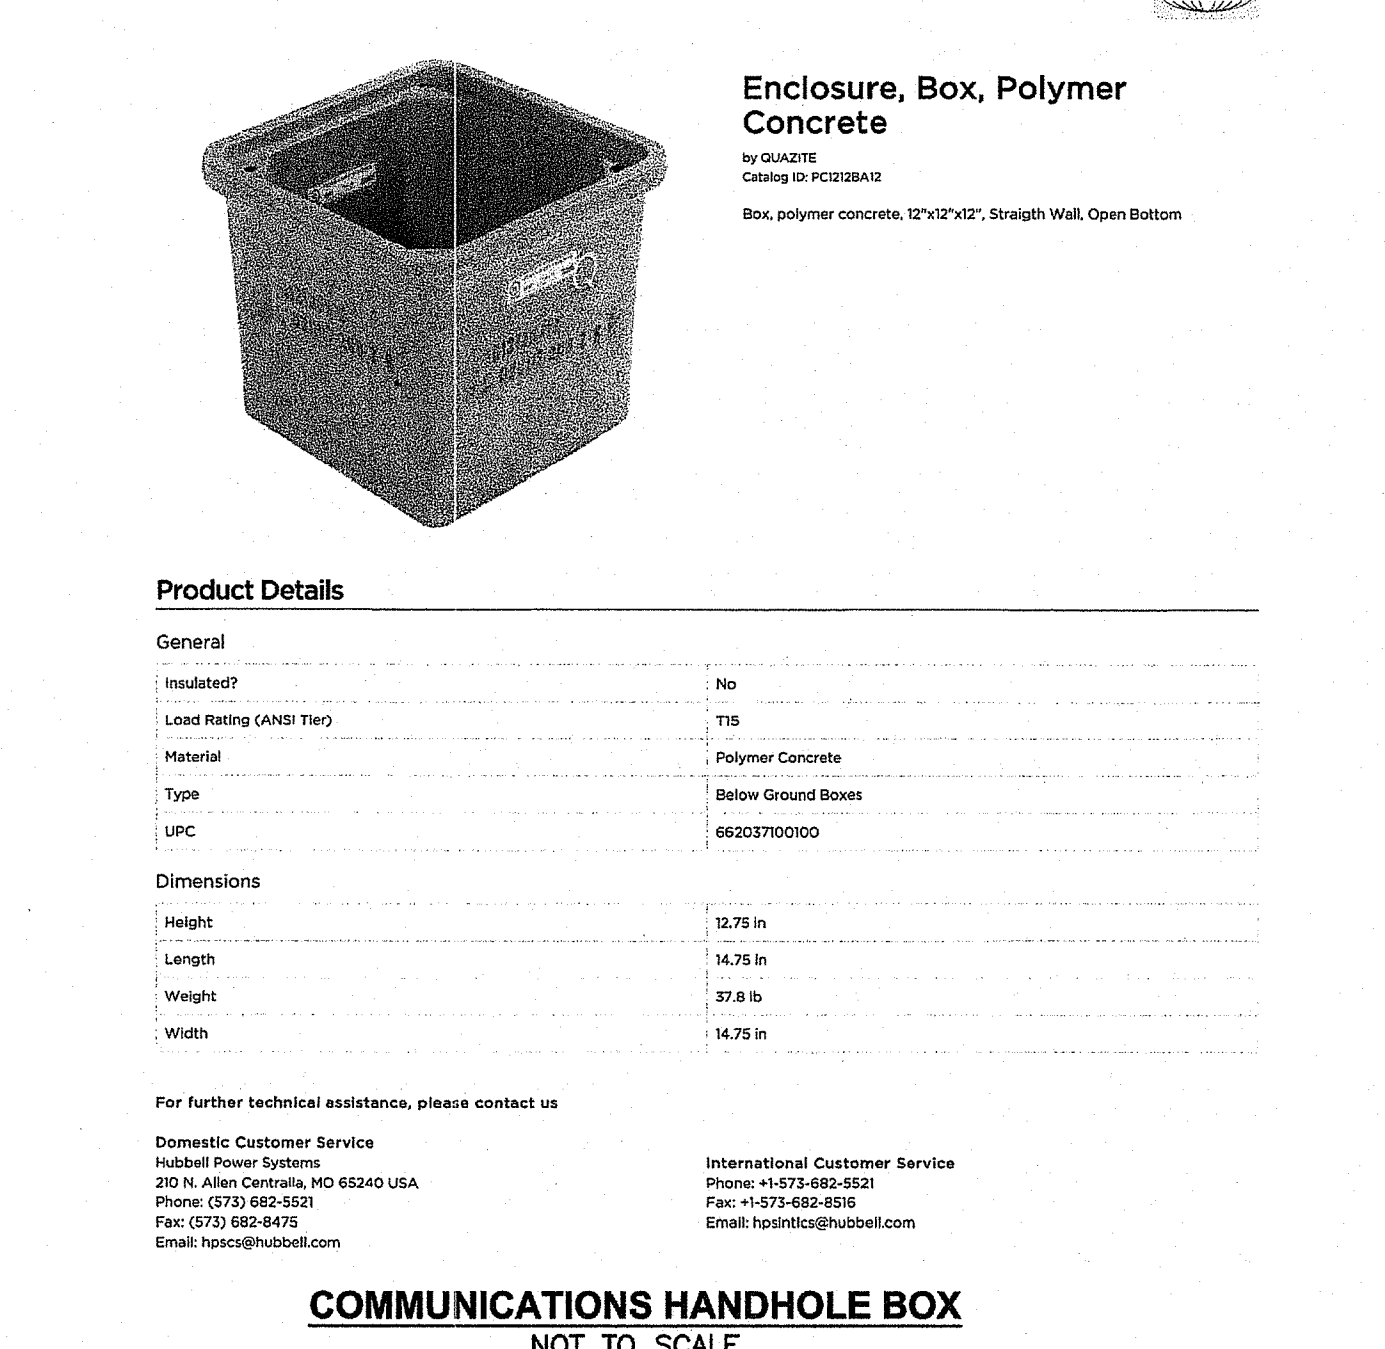 Enclosure, Box, Polymer
Concrete
by QUAZITE
Catalog ID: PC1212BA12
Box, polymer concrete, 12"x12"x12", Straigth Wall, Open Bottom
Product Details
General
Insulated? No
Load Rating (ANSI Tier) T15
Material Polymer Concrete
Type Below Ground Boxes
UPC 662037100100
Dimensions
Height 12.75 in
Length 14.75 in
Weight 37.8 lb
Width 14.75 in
For further technical assistance, please contact us
Domestic Customer Service
Hubbell Power Systems
210 N. Allen Centralia, MO 65240 USA
Phone: (573) 682-5521
Fax: (573) 682-8475
Email: hpscs@hubbell.com
International Customer Service
Phone: +1-573-682-5521
Fax: +1-573-682-8516
Email: hpsintlcs@hubbell.com
COMMUNICATIONS HANDHOLE BOX
NOT TO SCALE